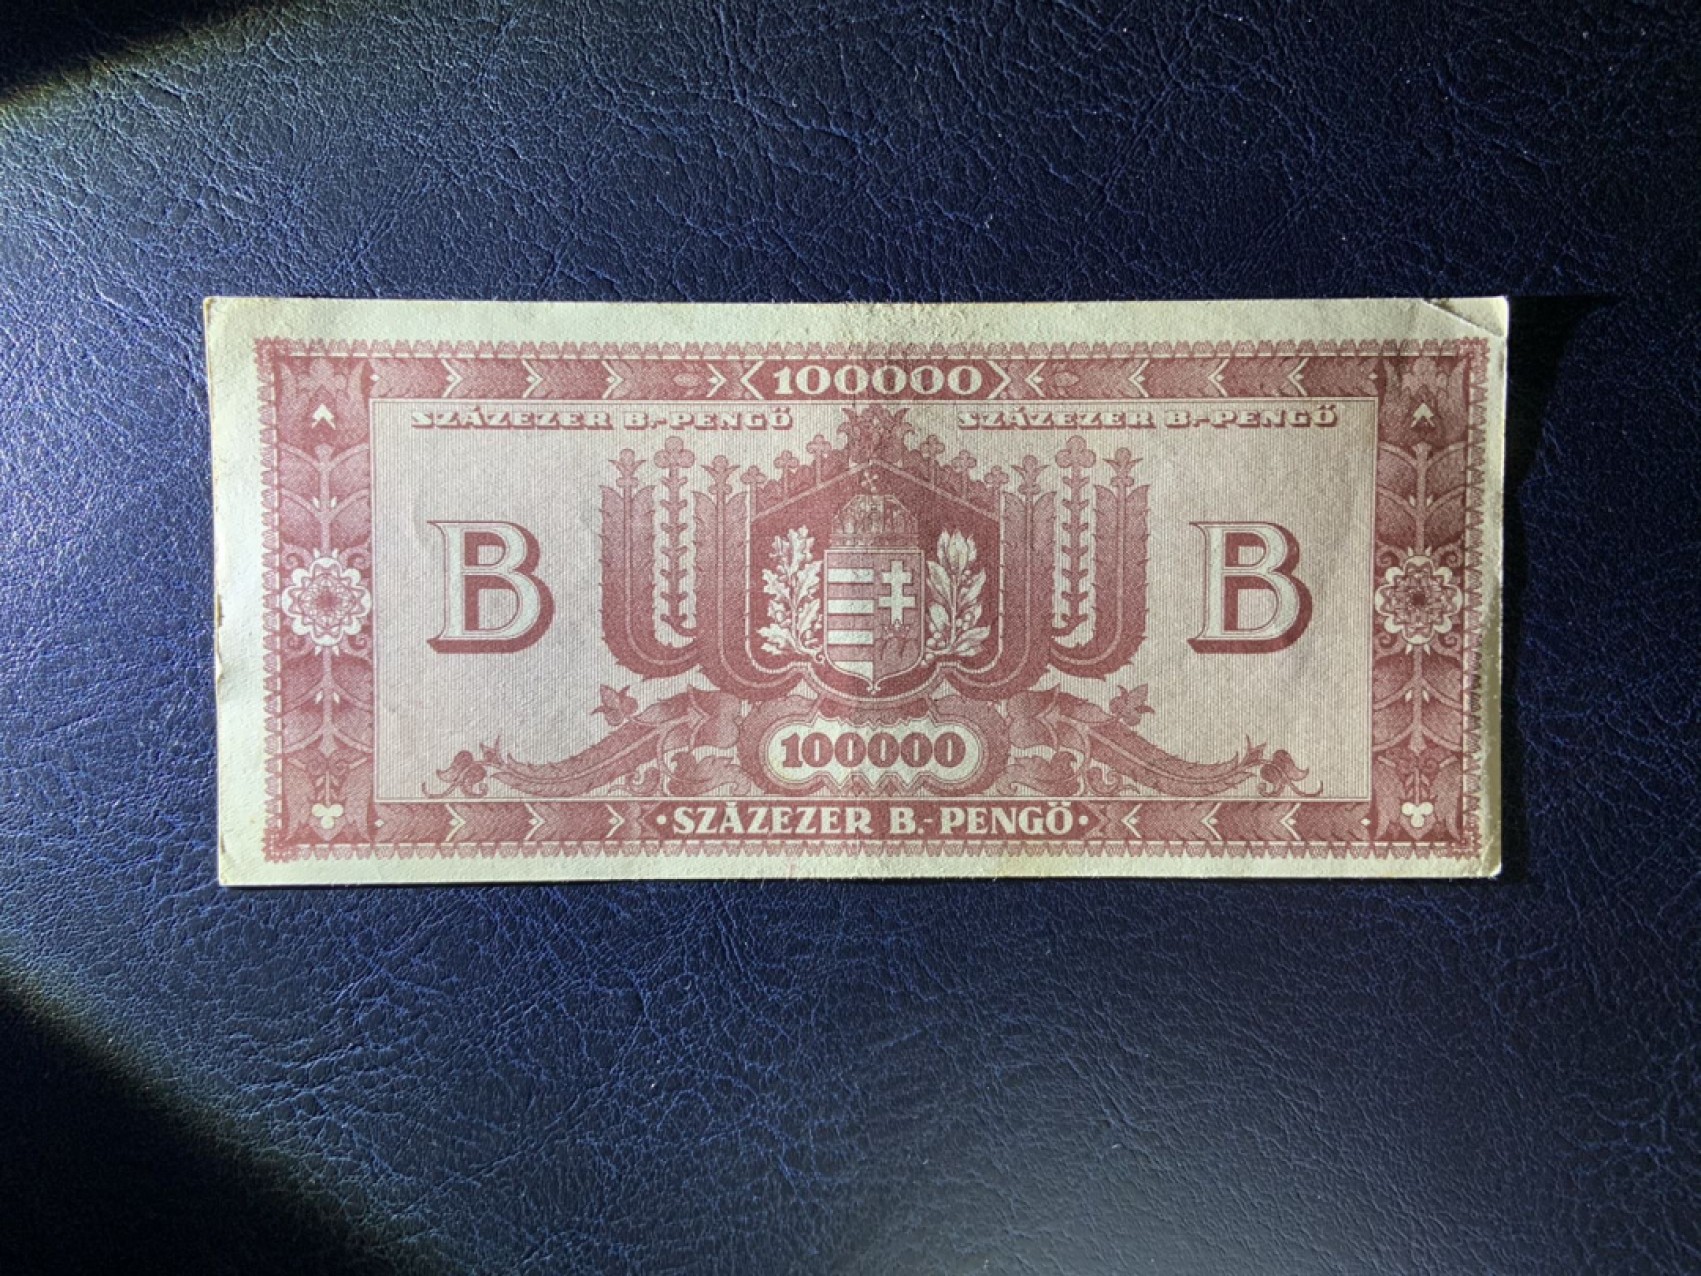 100000
SZÁZEZER B.-PENGŐ SZÁZEZER B.-PENGŐ
B B
100000
·SZÁZEZER B.-PENGŐ·